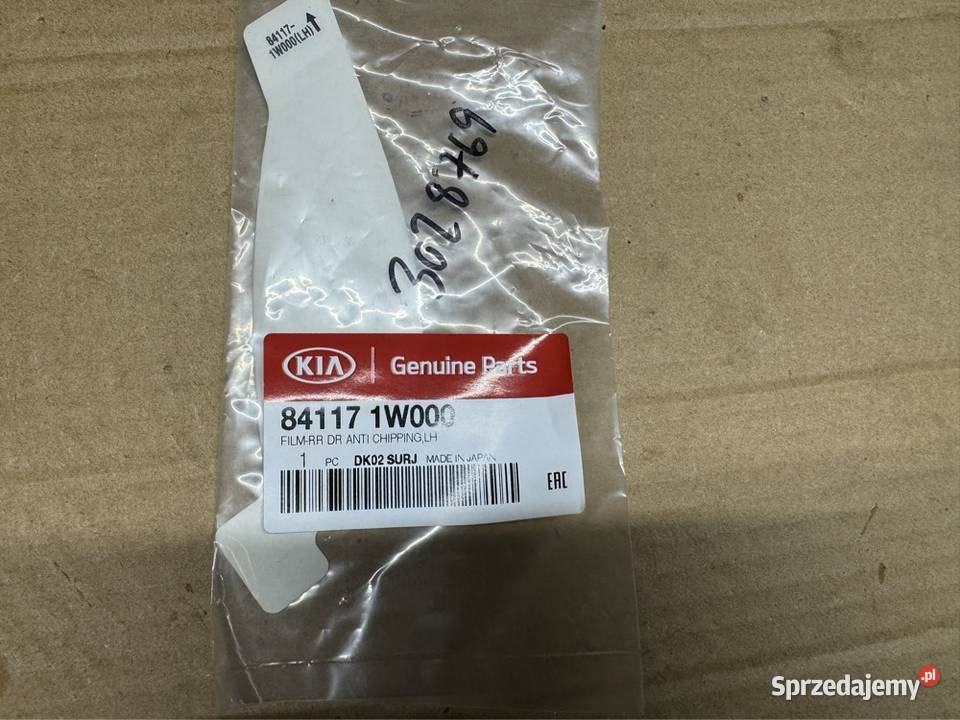 84117-
1W000(LH)
3028469
KIA Genuine Parts
84117 1W000
FILM-RR DR ANTI CHIPPING,LH
1 PC DK02 SURJ MADE IN JAPAN
EAC
Sprzedajemy.pl